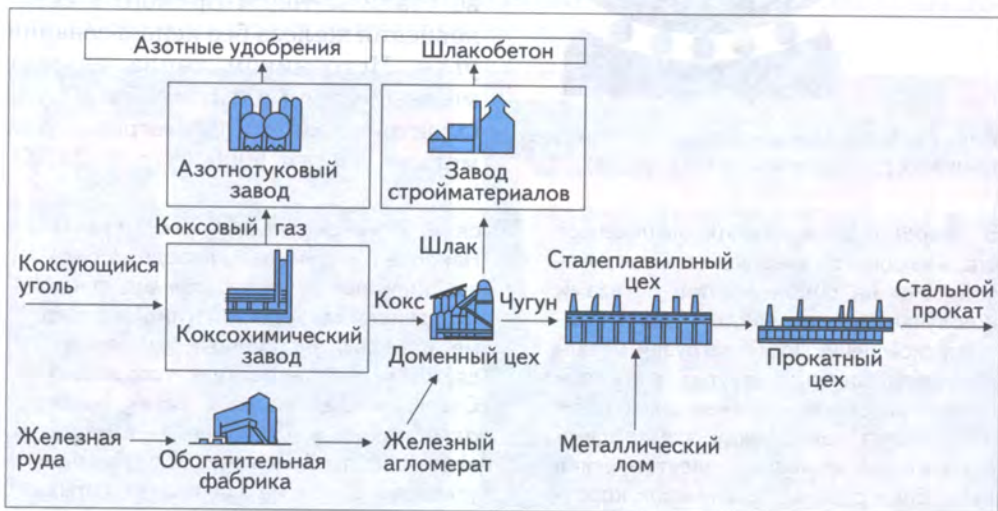 Азотные удобрения
Шлакобетон
Азотнотуковый
завод
Завод
стройматериалов
Коксовый газ
Шлак
Коксующийся
уголь
Коксохимический
завод
Кокс
Доменный цех
Чугун
Сталеплавильный
цех
Прокатный
цех
Стальной
прокат
Железная
руда
Обогатительная
фабрика
Железный
агломерат
Металлический
лом